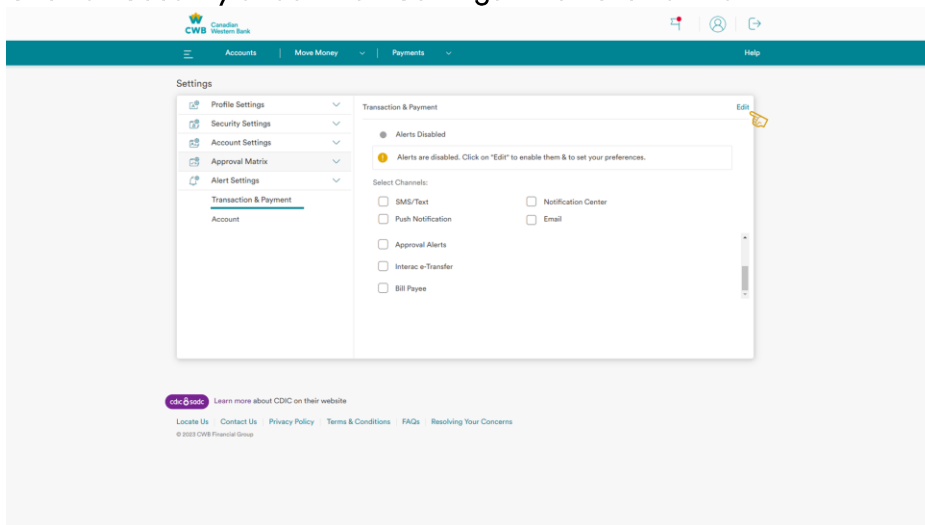 CWB Canadian Western Bank
Accounts | Move Money Payments Help
Settings
Profile Settings
Security Settings
Account Settings
Approval Matrix
Alert Settings
Transaction & Payment
Account
Transaction & Payment Edit
Alerts Disabled
Alerts are disabled. Click on "Edit" to enable them & to set your preferences.
Select Channels:
SMS/Text Notification Center
Push Notification Email
Approval Alerts
Interac e-Transfer
Bill Payee
cdic sadc Learn more about CDIC on their website
Locate Us Contact Us Privacy Policy Terms & Conditions FAQs Resolving Your Concerns
© 2023 CWB Financial Group